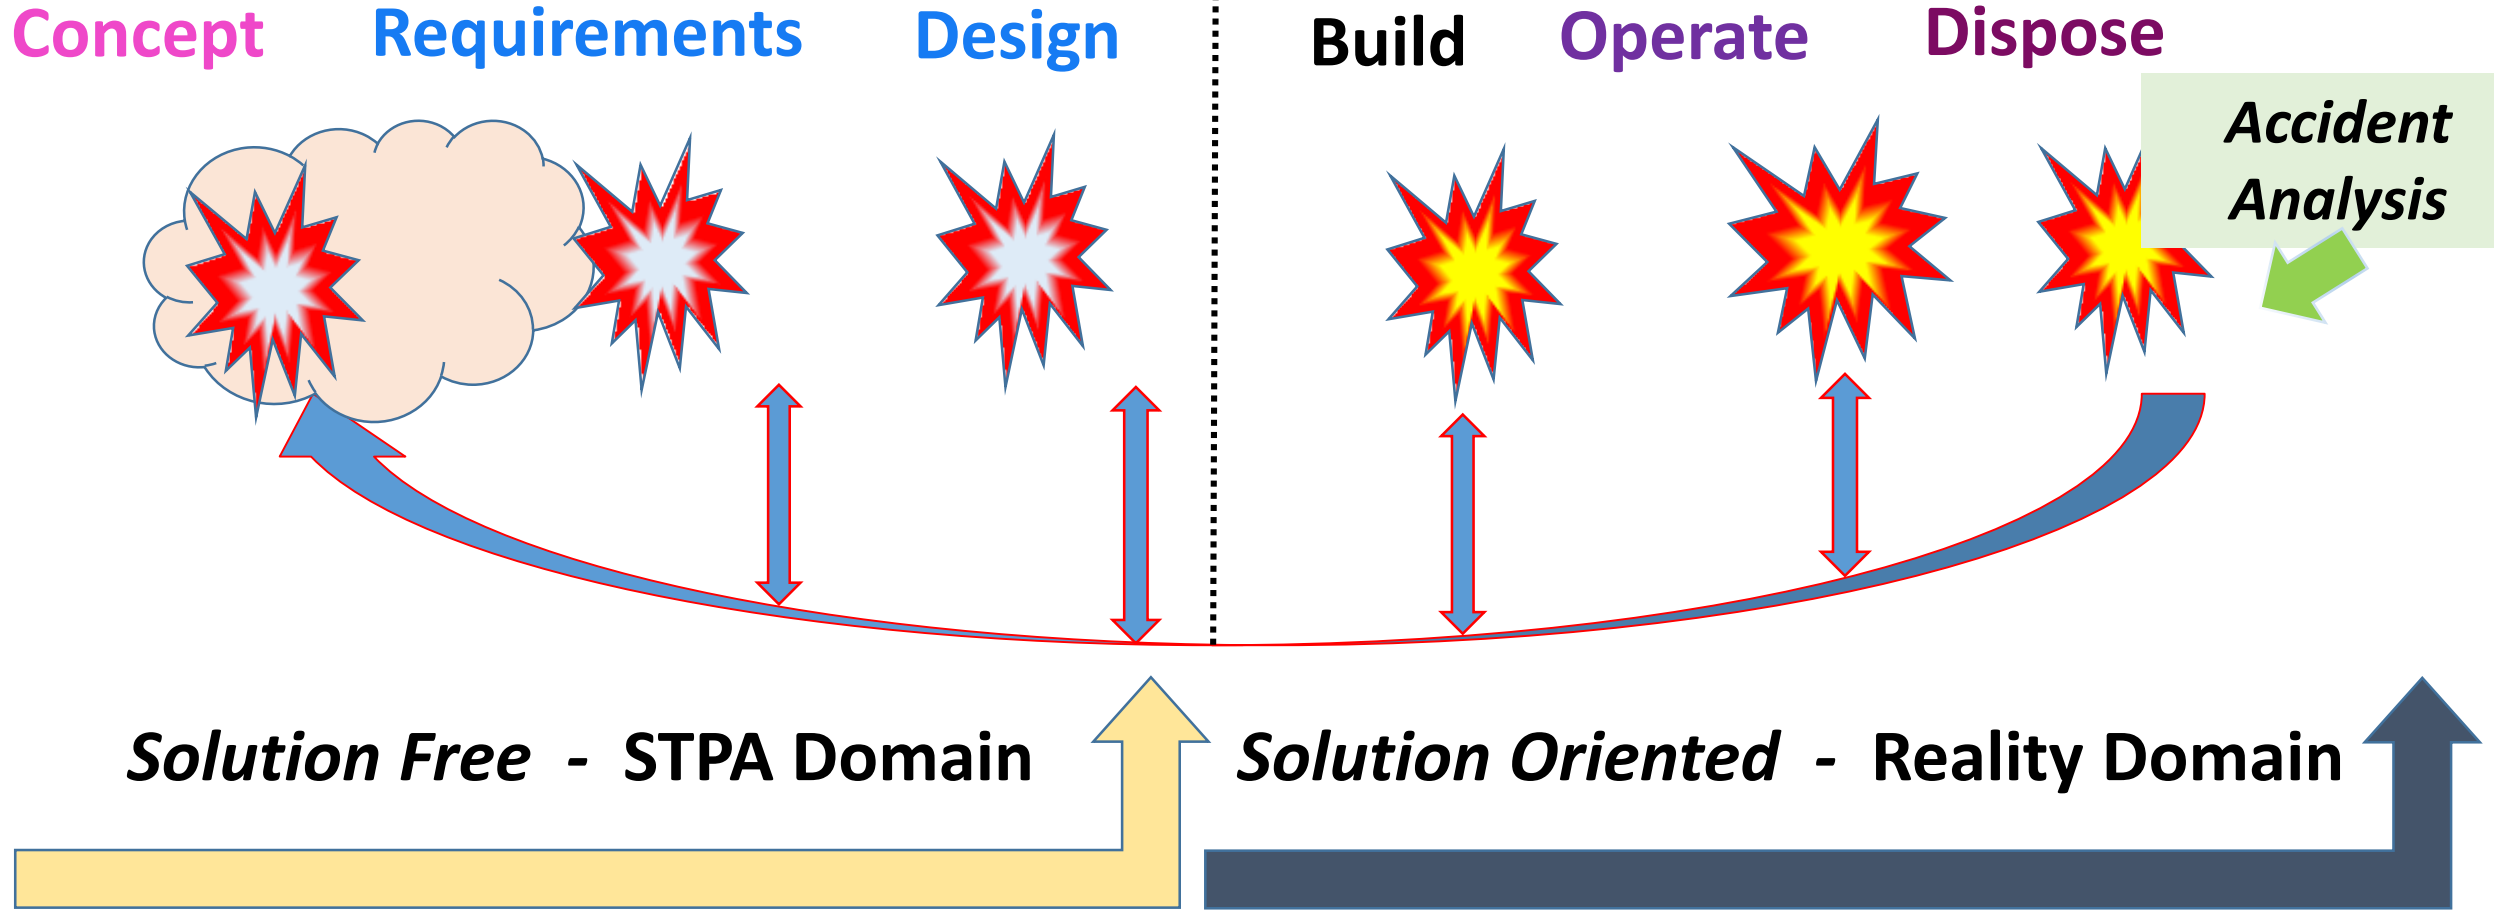 Concept Requirements Design Build Operate Dispose
Accident
Analysis
Solution Free - STPA Domain
Solution Oriented - Reality Domain